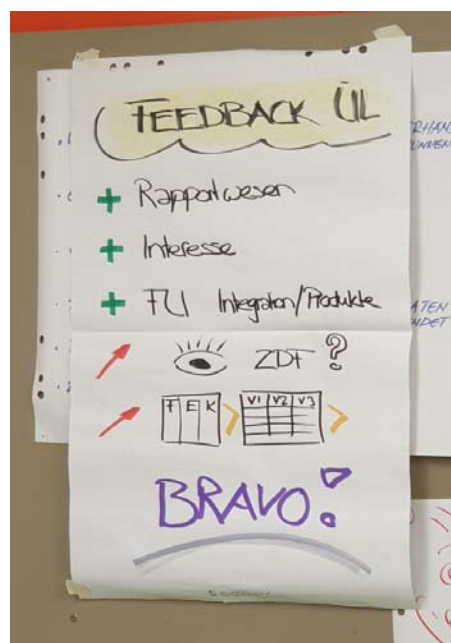 FEEDBACK ÜL
+ Rapportwesen
+ Interesse
+ FU Integration/Produkte
ZDF?
F E K > V1 V2 V3 >
BRAVO!